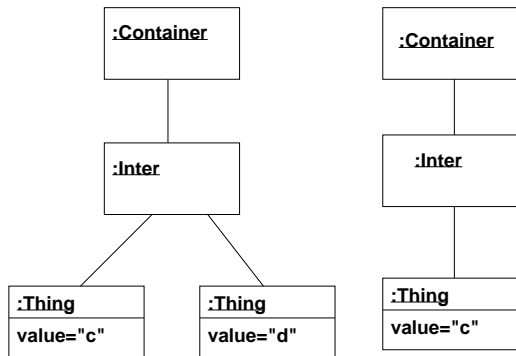 :Container
:Inter
:Thing
value="c"
:Thing
value="d"
:Container
:Inter
:Thing
value="c"